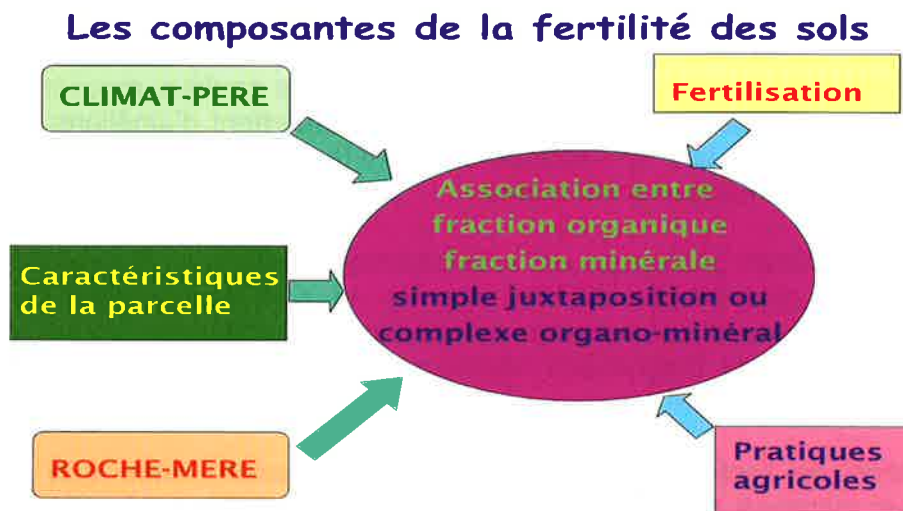 Les composantes de la fertilité des sols
CLIMAT-PERE
Fertilisation
Association entre
fraction organique
fraction minérale
simple juxtaposition ou
complexe organo-minéral
Caractéristiques
de la parcelle
ROCHE-MERE
Pratiques
agricoles